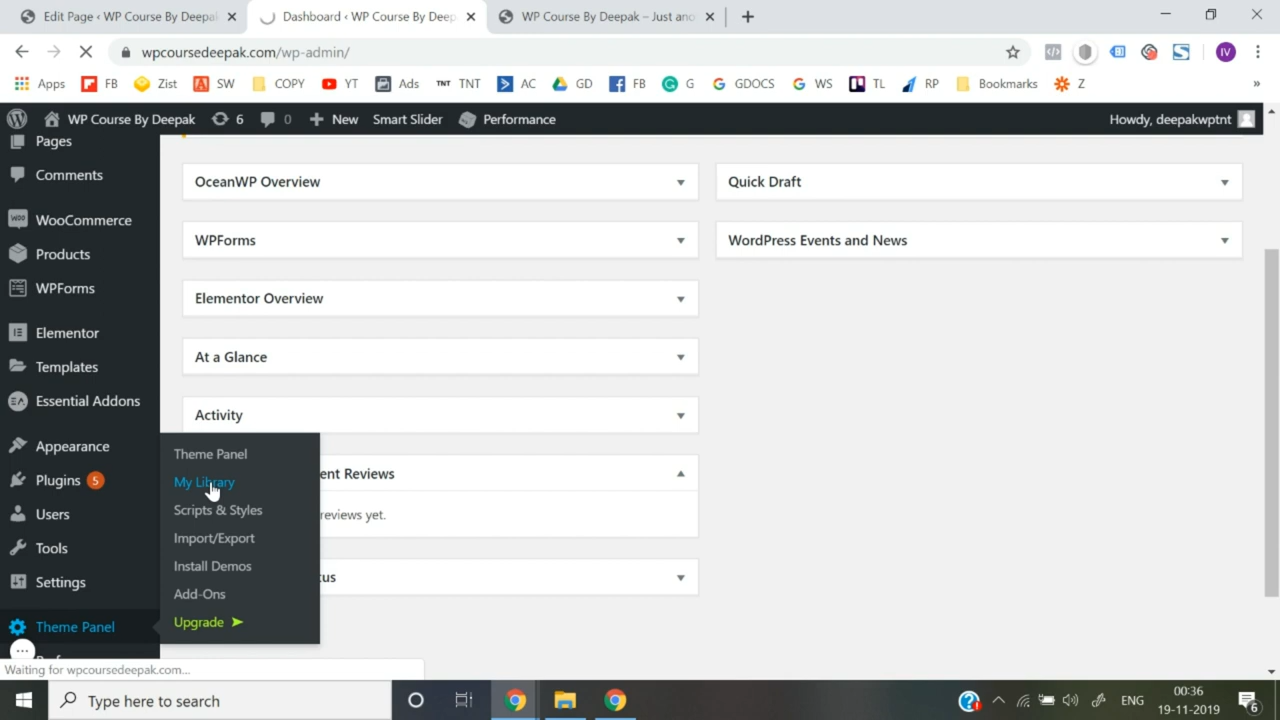 Edit Page ‹ WP Course By Deepa
Dashboard ‹ WP Course By Deep
WP Course By Deepak – Just ano
wpcoursedeepak.com/wp-admin/
IV
Apps
FB
Zist
SW
COPY
YT
Ads
TNT TNT
AC
GD
FB
G
GDOCS
WS
TL
RP
Bookmarks
Z
»
WP Course By Deepak
6
0
New
Smart Slider
Performance
Howdy, deepakwptnt
Pages
Comments
WooCommerce
Products
WPForms
Elementor
Templates
Essential Addons
Appearance
Plugins 5
Users
Tools
Settings
Theme Panel
OceanWP Overview
WPForms
Elementor Overview
At a Glance
Activity
ent Reviews
reviews yet.
tus
Quick Draft
WordPress Events and News
Theme Panel
My Library
Scripts & Styles
Import/Export
Install Demos
Add-Ons
Upgrade
Waiting for wpcoursedeepak.com...
Type here to search
ENG
00:36
19-11-2019
6